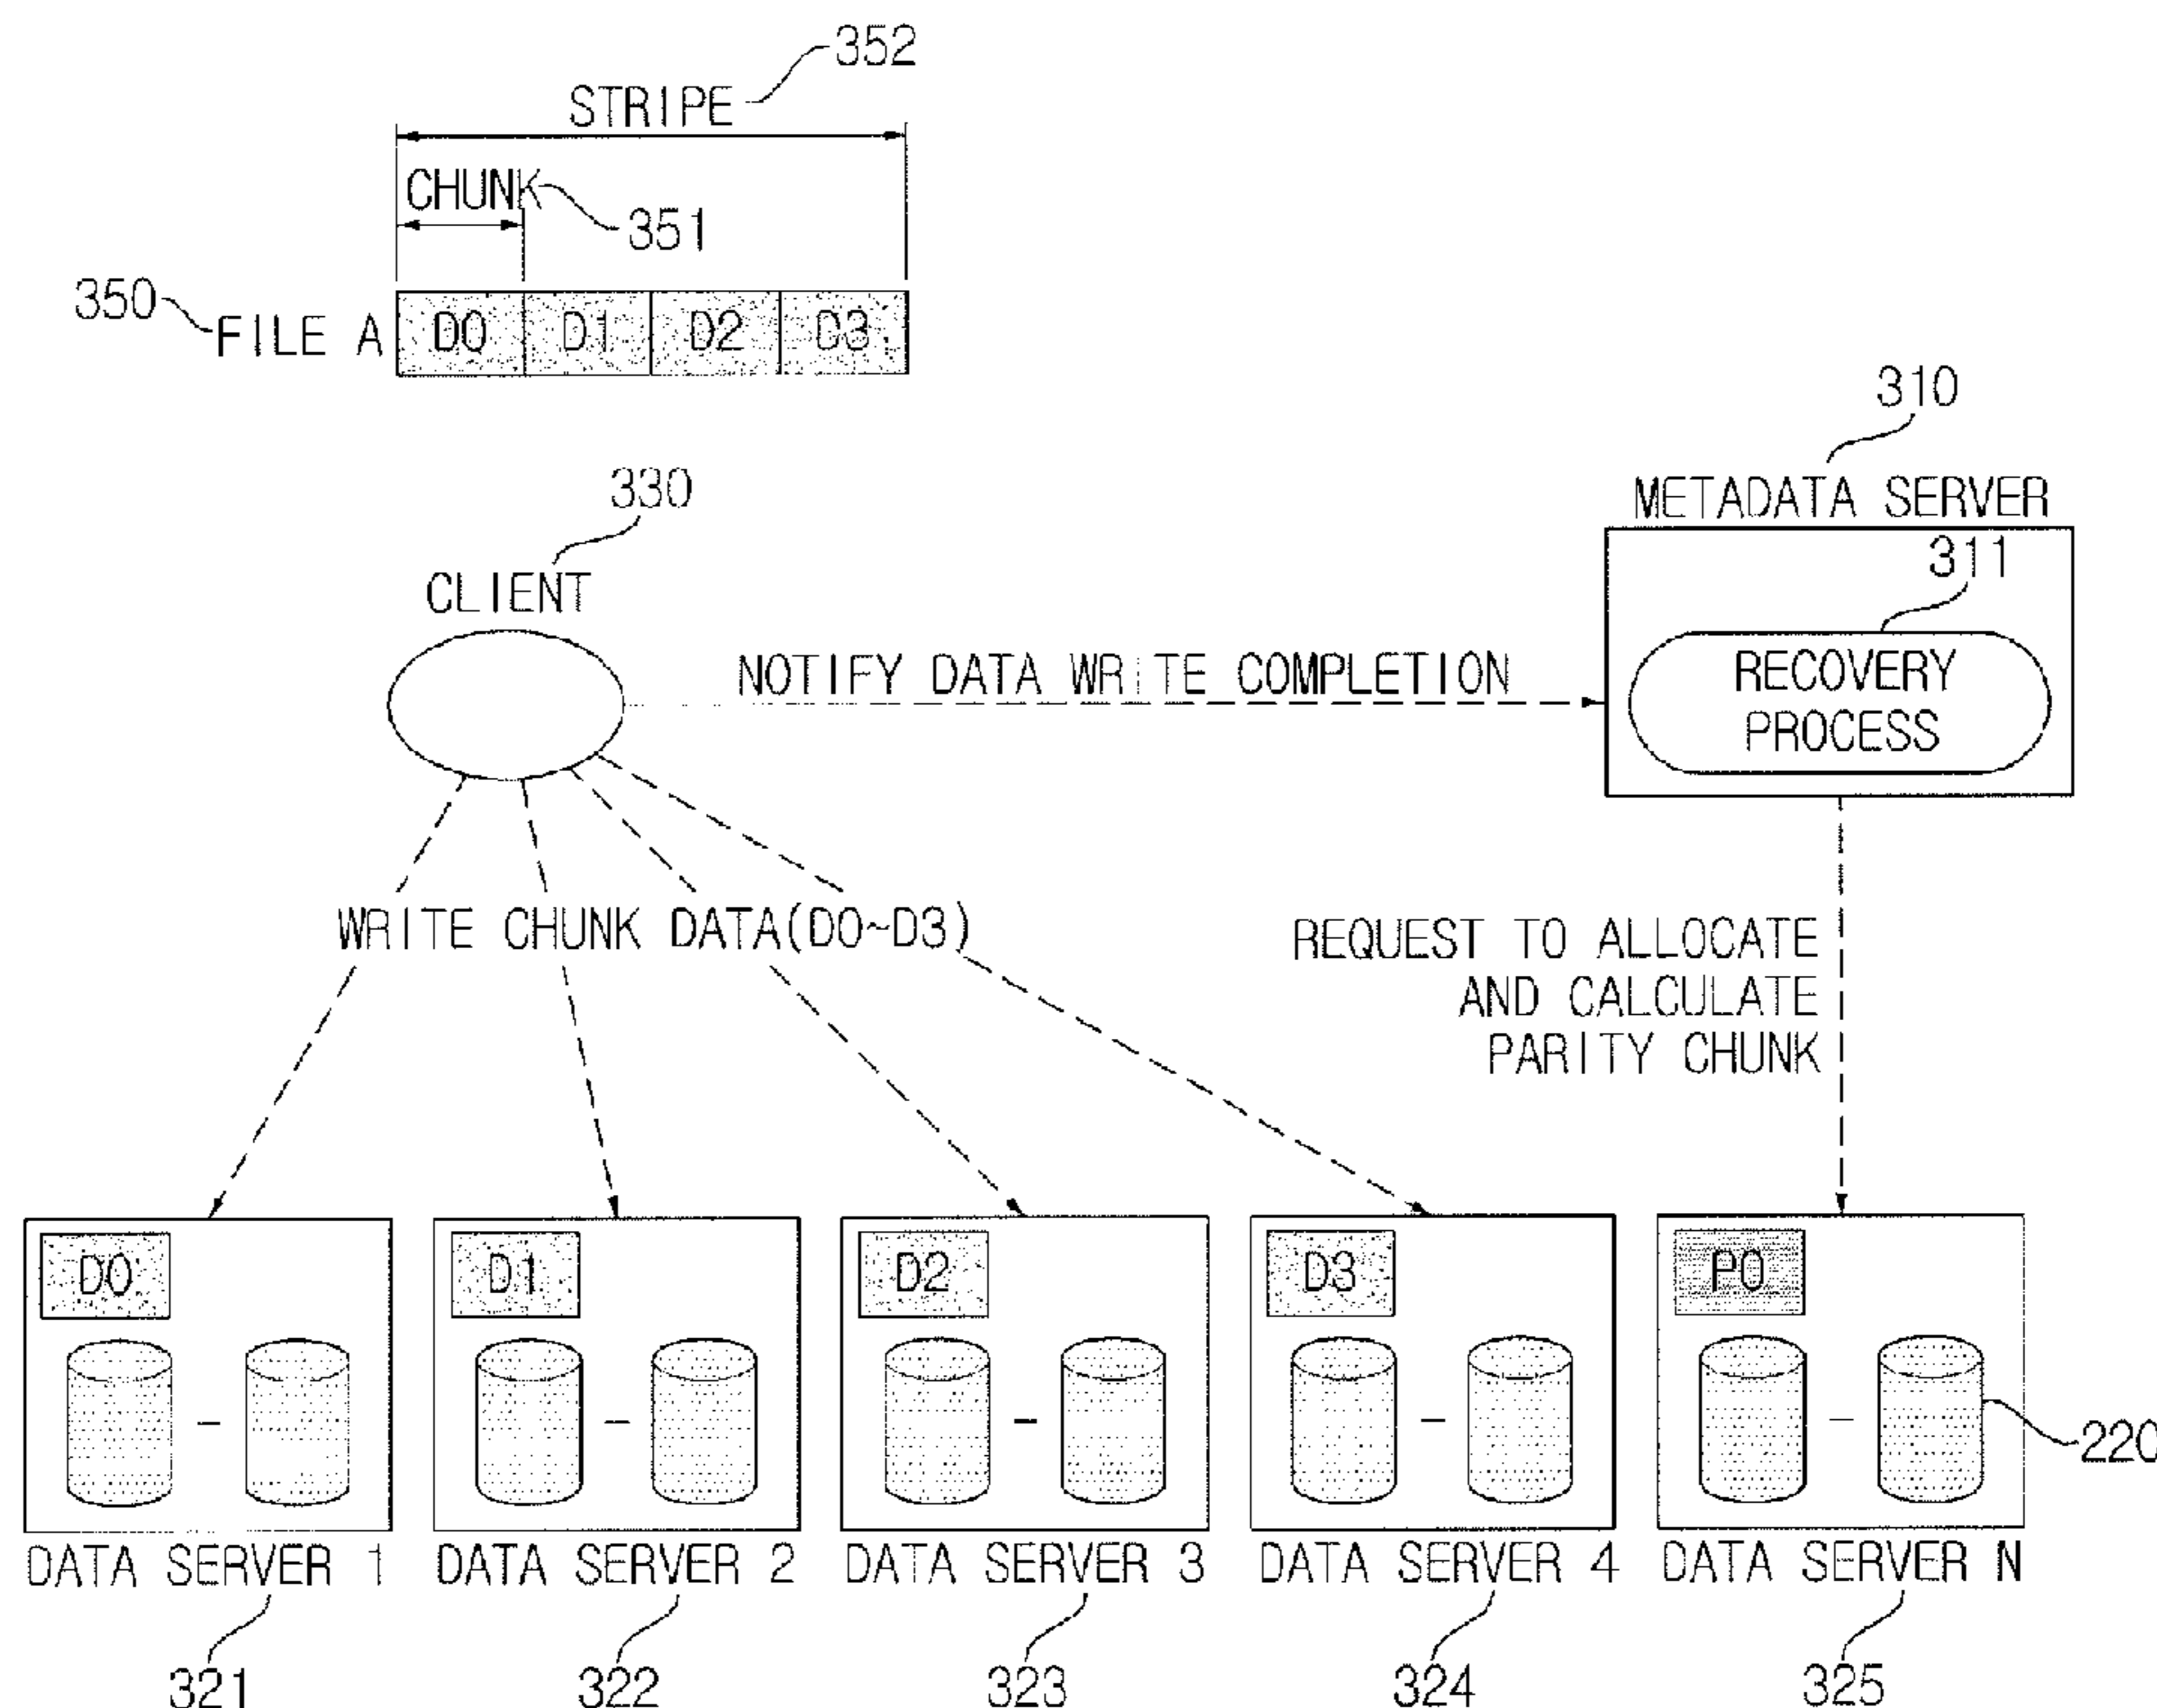 352
STRIPE
CHUNK
351
350
FILE A D0 D1 D2 D3
310
330
METADATA SERVER
311
CLIENT
NOTIFY DATA WRITE COMPLETION
RECOVERY
PROCESS
WRITE CHUNK DATA(D0~D3)
REQUEST TO ALLOCATE
AND CALCULATE
PARITY CHUNK
D0 D1 D2 D3 P0
220
DATA SERVER 1 DATA SERVER 2 DATA SERVER 3 DATA SERVER 4 DATA SERVER N
321 322 323 324 325